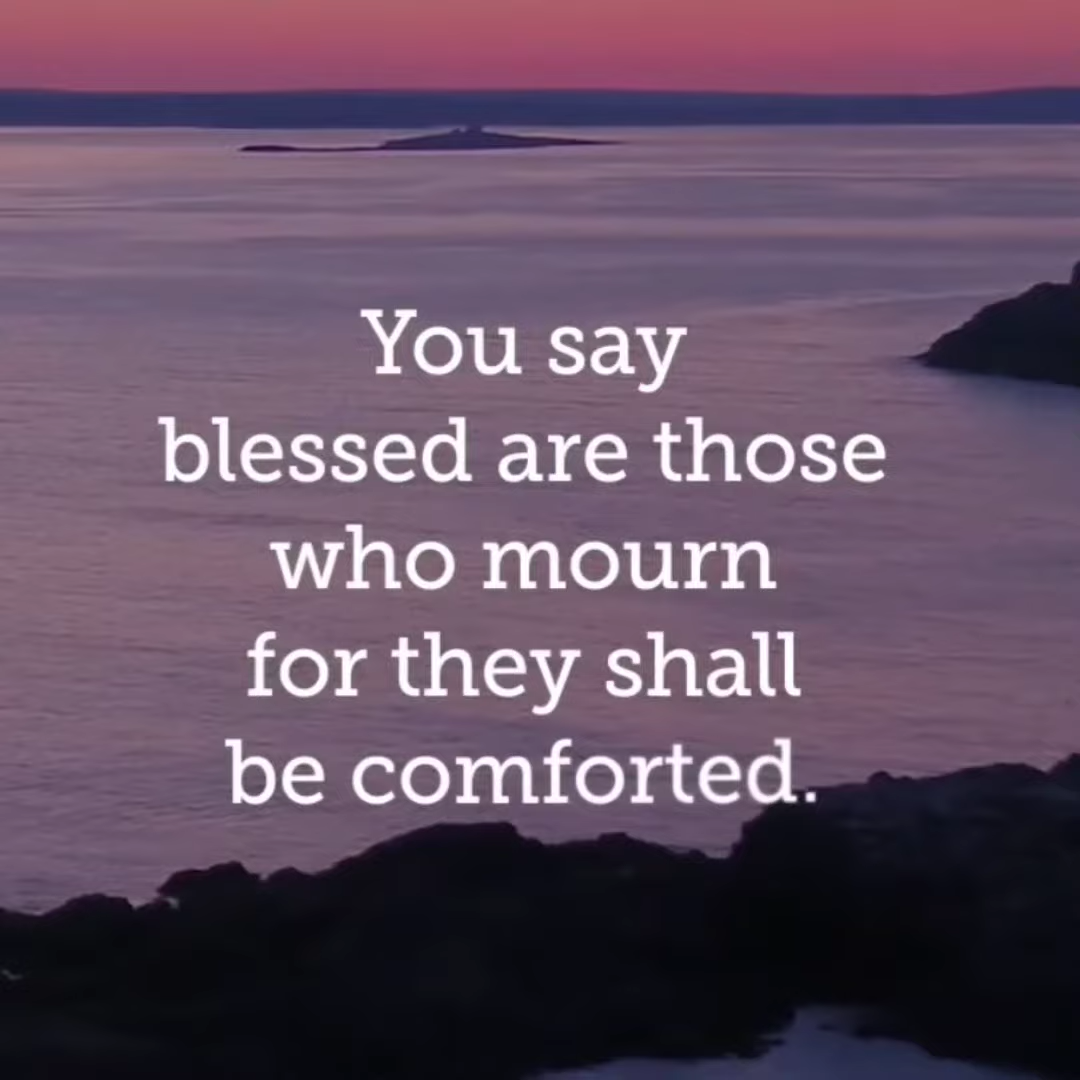 You say
blessed are those
who mourn
for they shall
be comforted.